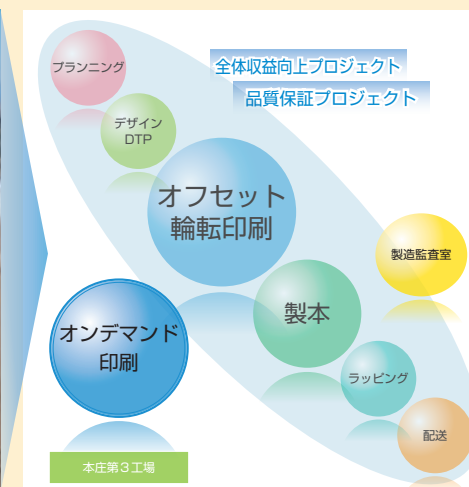 プランニング
全体収益向上プロジェクト
品質保証プロジェクト
デザイン
DTP
オフセット
輪転印刷
製造監査室
製本
オンデマンド
印刷
ラッピング
配送
本庄第3工場